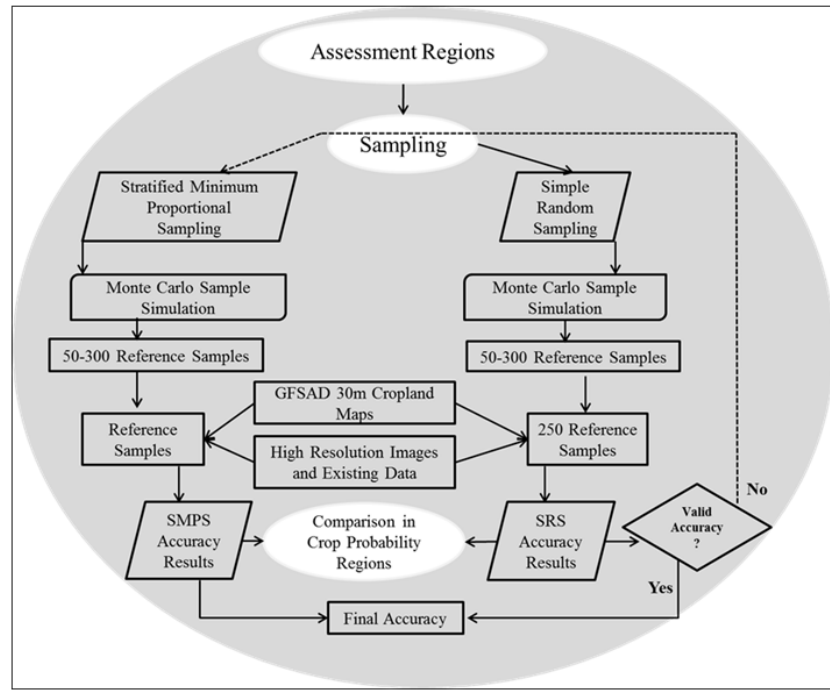 Assessment Regions
Sampling
Stratified Minimum
Proportional
Sampling
Simple
Random
Sampling
Monte Carlo Sample
Simulation
Monte Carlo Sample
Simulation
50-300 Reference Samples
50-300 Reference Samples
GFSAD 30m Cropland
Maps
Reference
Samples
250 Reference
Samples
High Resolution Images
and Existing Data
No
SMPS
Accuracy
Results
Comparison in
Crop Probability
Regions
SRS
Accuracy
Results
Valid
Accuracy
?
Yes
Final Accuracy